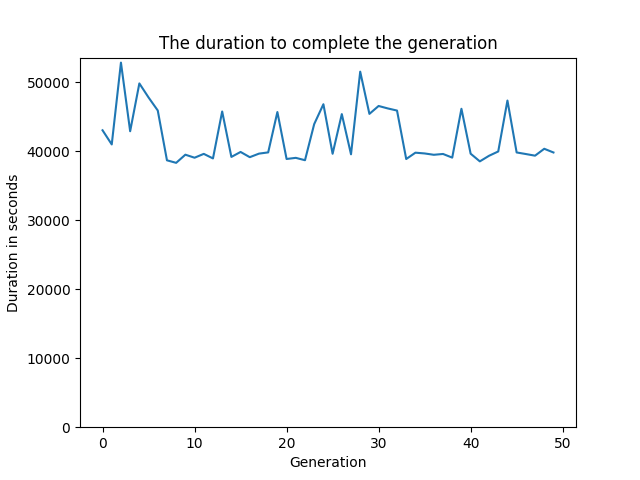 The duration to complete the generation
50000
40000
30000
20000
10000
0
Duration in seconds
0 10 20 30 40 50
Generation